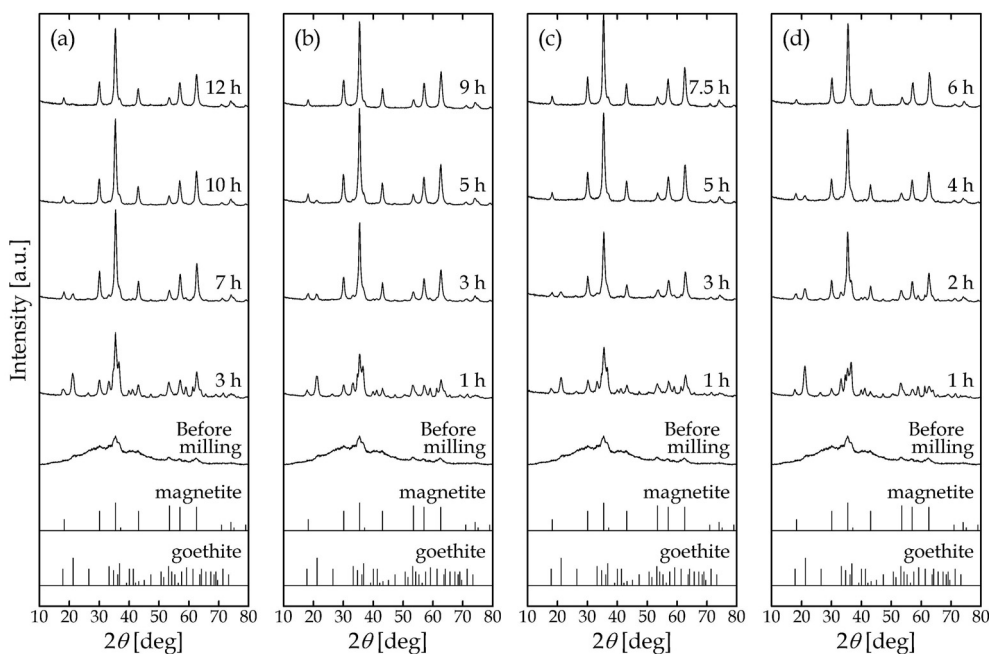 (a)
12 h
10 h
7 h
3 h
Before
milling
magnetite
goethite
10 20 30 40 50 60 70 80
2θ [deg]
(b)
9 h
5 h
3 h
1 h
Before
milling
magnetite
goethite
10 20 30 40 50 60 70 80
2θ [deg]
(c)
7.5 h
5 h
3 h
1 h
Before
milling
magnetite
goethite
10 20 30 40 50 60 70 80
2θ [deg]
(d)
6 h
4 h
2 h
1 h
Before
milling
magnetite
goethite
10 20 30 40 50 60 70 80
2θ [deg]
Intensity [a.u.]